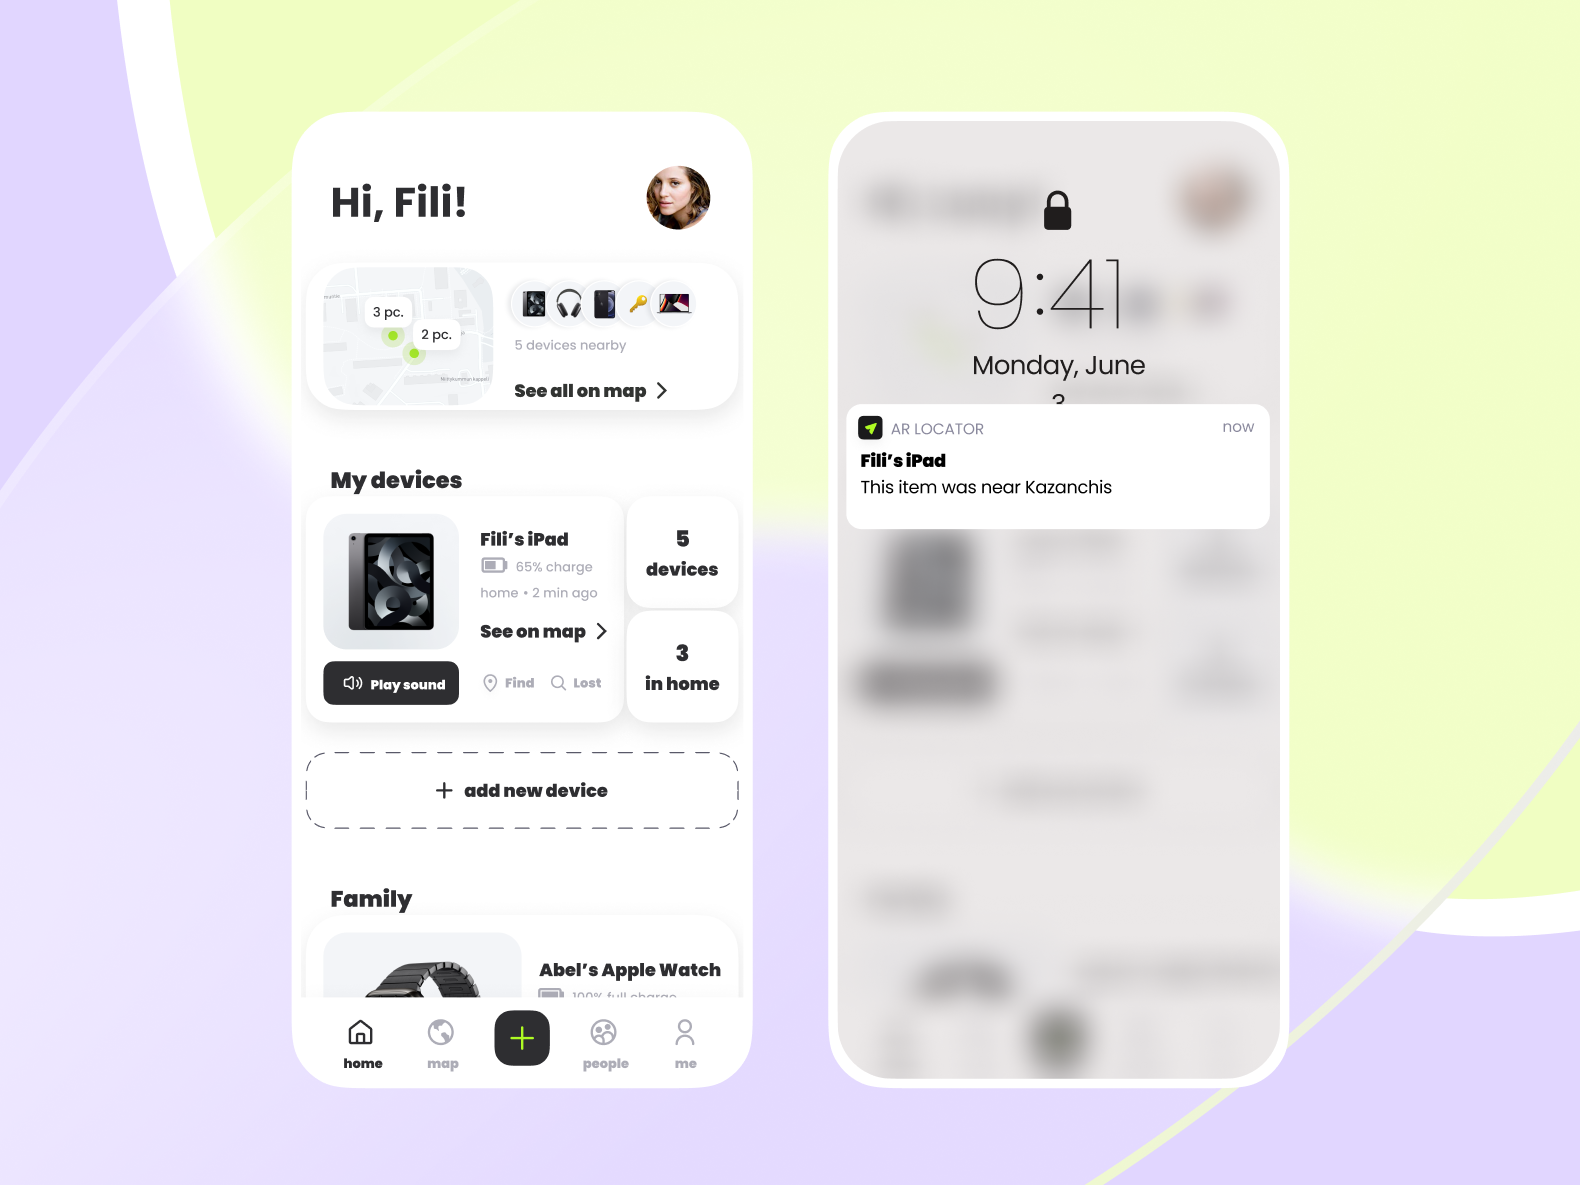 Hi, Fili!
3 pc.
2 pc.
5 devices nearby
See all on map
My devices
Fili's iPad
65% charge
home • 2 min ago
See on map
Play sound
Find
Lost
5
devices
3
in home
+ add new device
Family
Abel's Apple Watch
100% full charge
home
map
people
me
9:41
Monday, June
3
AR LOCATOR
now
Fili's iPad
This item was near Kazanchis